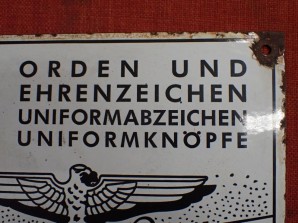 ORDEN UND
EHRENZEICHEN
UNIFORMABZEICHEN
UNIFORMKNÖPFE